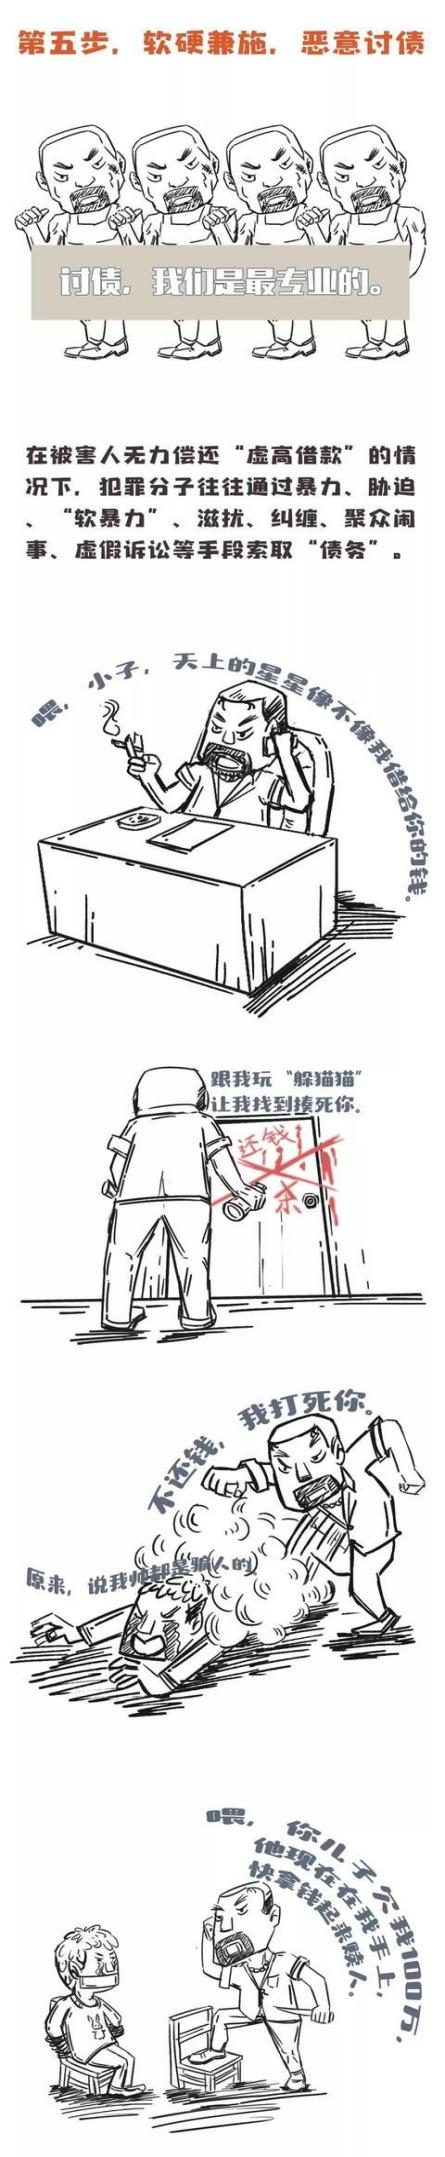 第五步，软硬兼施，恶意讨债
讨债，我们是最专业的。
在被害人无力偿还“虚高借款”的情
况下，犯罪分子往往通过暴力、胁迫
、“软暴力”、滋扰、纠缠、聚众闹
事、虚假诉讼等手段索取“债务”。
喂，小子，天上的星星像不像我借给你的钱。
跟我玩“躲猫猫”
让我找到揍死你。
还钱！
杀
不还钱，我打死你。
原来，说我帅都是骗人的。
喂，你儿子欠我100万，
他现在在我手上，
快拿钱起来赎人。